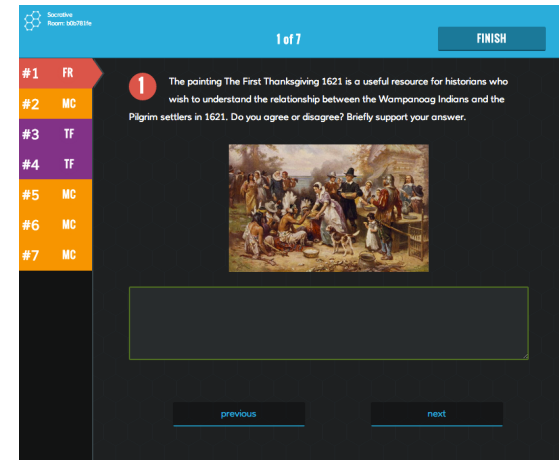 Socrative
Room: b0b781fe
1 of 7
FINISH
#1 FR
#2 MC
#3 TF
#4 TF
#5 MC
#6 MC
#7 MC
1
The painting The First Thanksgiving 1621 is a useful resource for historians who
wish to understand the relationship between the Wampanoag Indians and the
Pilgrim settlers in 1621. Do you agree or disagree? Briefly support your answer.
previous
next